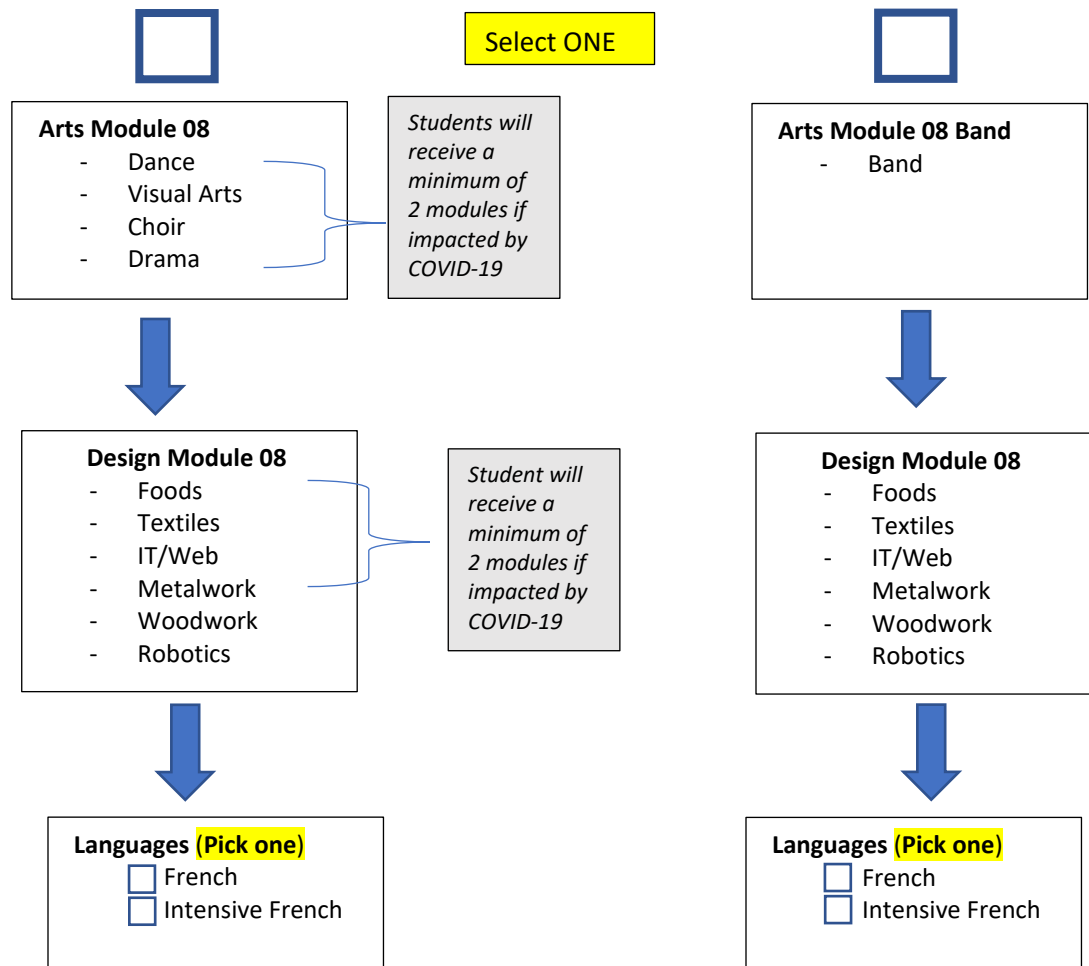 Select ONE
Arts Module 08
- Dance
- Visual Arts
- Choir
- Drama
Students will
receive a
minimum of
2 modules if
impacted by
COVID-19
Arts Module 08 Band
- Band
Design Module 08
- Foods
- Textiles
- IT/Web
- Metalwork
- Woodwork
- Robotics
Student will
receive a
minimum of
2 modules if
impacted by
COVID-19
Design Module 08
- Foods
- Textiles
- IT/Web
- Metalwork
- Woodwork
- Robotics
Languages (Pick one)
French
Intensive French
Languages (Pick one)
French
Intensive French